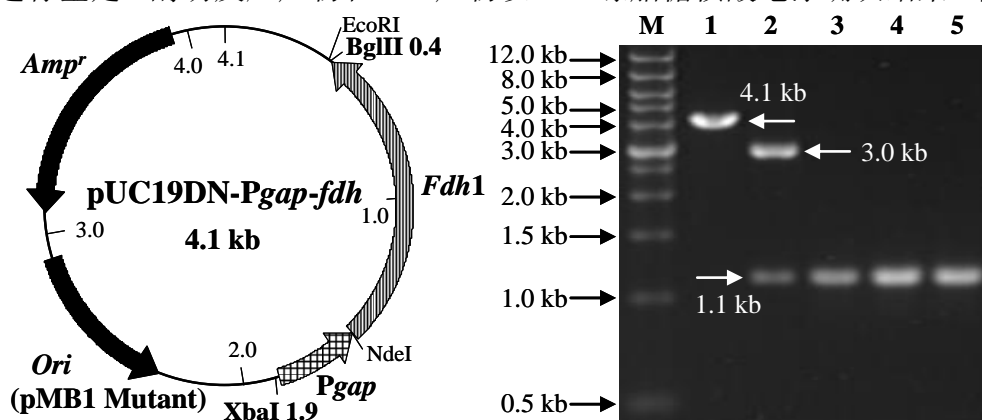 EcoRI
BglII 0.4
4.0
4.1
Ampr
Fdh1
pUC19DN-Pgap-fdh
4.1 kb
1.0
3.0
2.0
NdeI
Ori
(pMB1 Mutant)
Pgap
XbaI 1.9
M 1 2 3 4 5
12.0 kb
8.0 kb
5.0 kb
4.0 kb
3.0 kb
2.0 kb
1.5 kb
1.0 kb
0.5 kb
4.1 kb
3.0 kb
1.1 kb